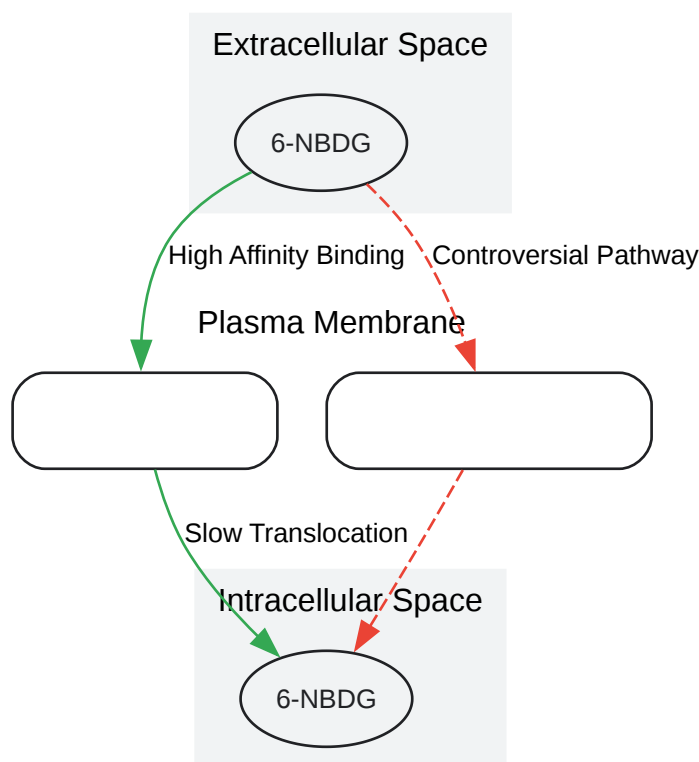 Extracellular Space
6-NBDG
High Affinity Binding
Controversial Pathway
Plasma Membrane
Slow Translocation
Intracellular Space
6-NBDG